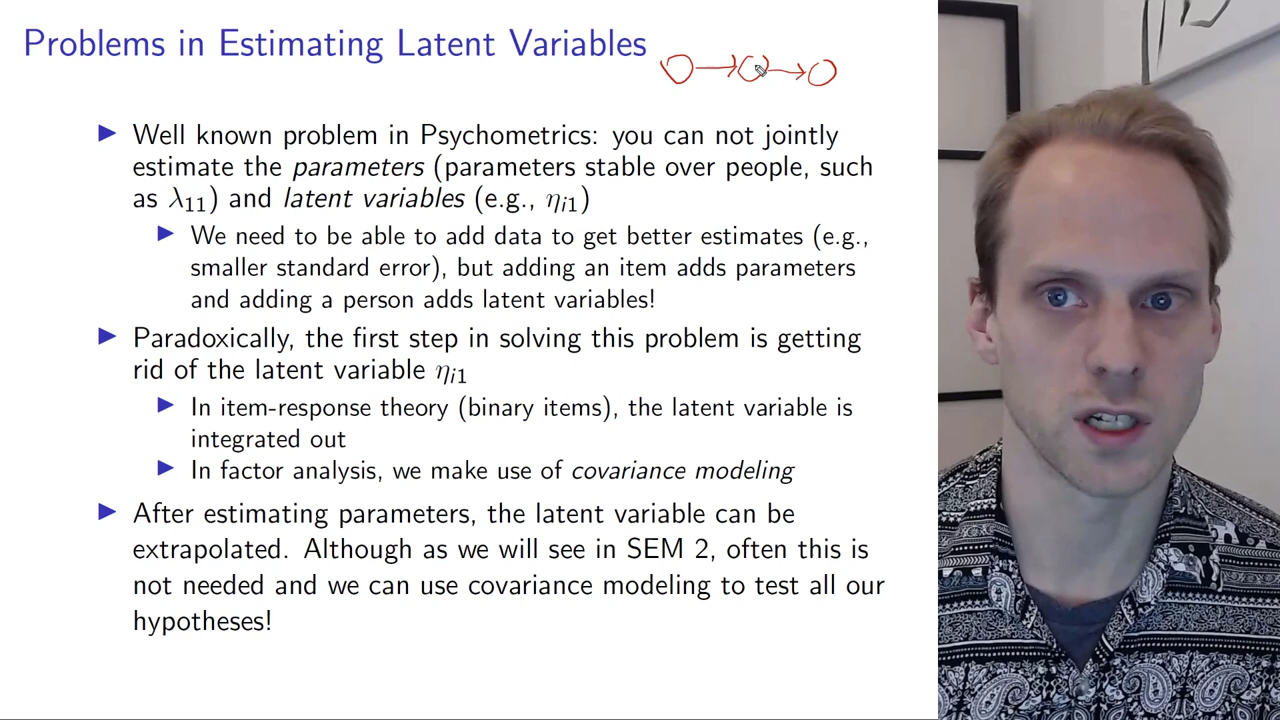 Problems in Estimating Latent Variables
Well known problem in Psychometrics: you can not jointly
estimate the parameters (parameters stable over people, such
as λ11) and latent variables (e.g., ηi1)
We need to be able to add data to get better estimates (e.g.,
smaller standard error), but adding an item adds parameters
and adding a person adds latent variables!
Paradoxically, the first step in solving this problem is getting
rid of the latent variable ηi1
In item-response theory (binary items), the latent variable is
integrated out
In factor analysis, we make use of covariance modeling
After estimating parameters, the latent variable can be
extrapolated. Although as we will see in SEM 2, often this is
not needed and we can use covariance modeling to test all our
hypotheses!